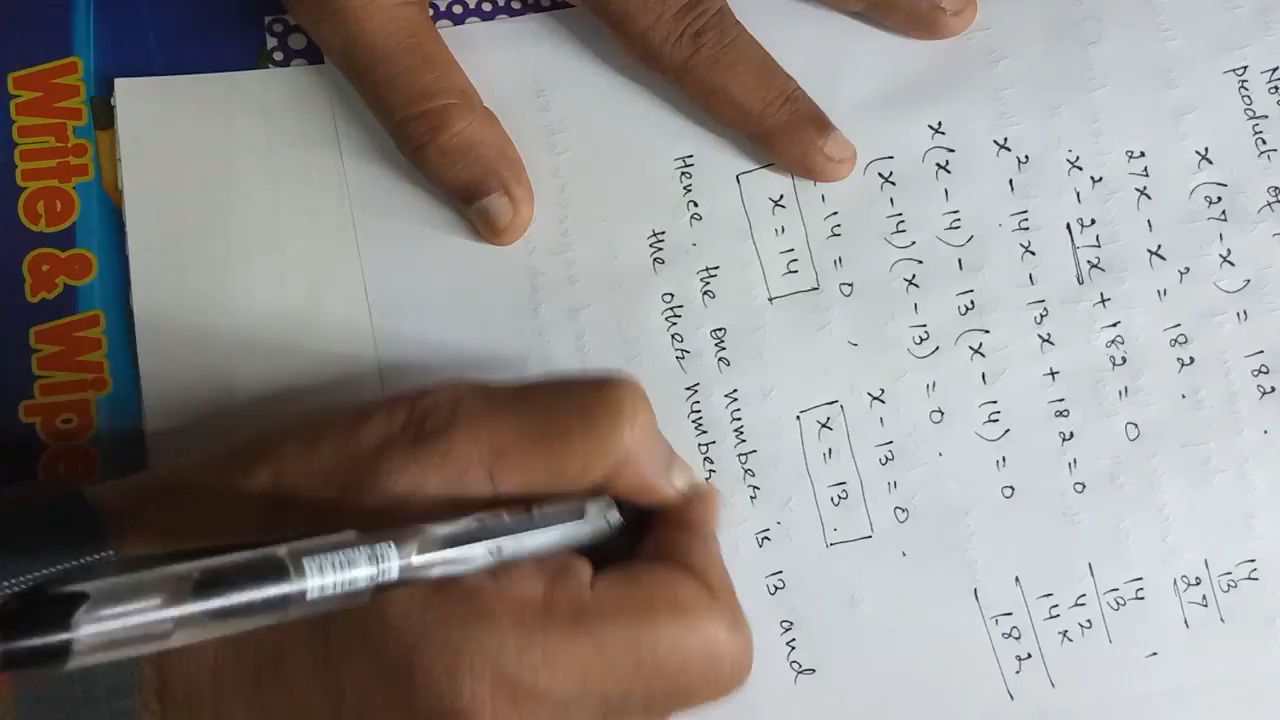 product of
x(27 - x) = 182.
27x - x² = 182.
x² - 27x + 182 = 0
x² - 14x - 13x + 182 = 0
x(x - 14) - 13(x - 14) = 0
(x - 14)(x - 13) = 0.
- 14 = 0, x - 13 = 0.
x = 14 x = 13.
Hence, the one number is 13 and
the other number
14
13
27
14
13
42
14x
182
Write & Wipe